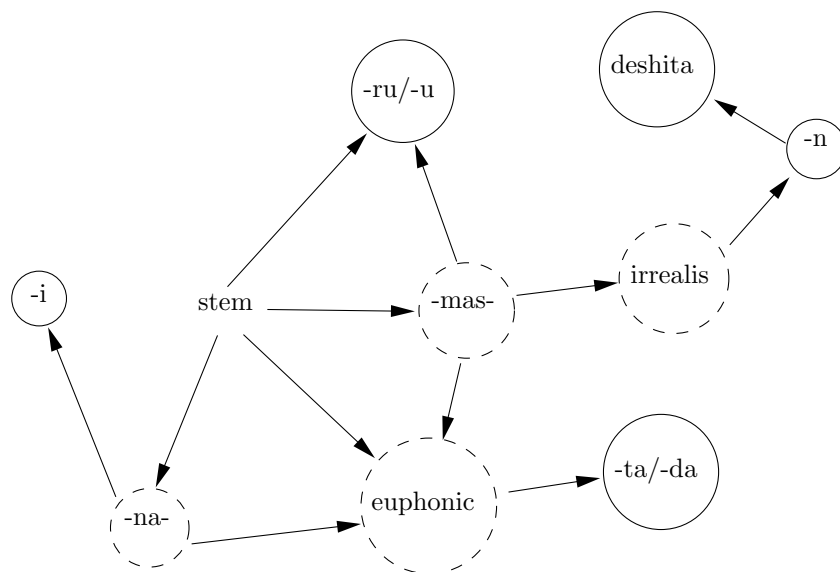 deshita
-ru/-u
-n
irrealis
-i
stem
-mas-
-ta/-da
euphonic
-na-